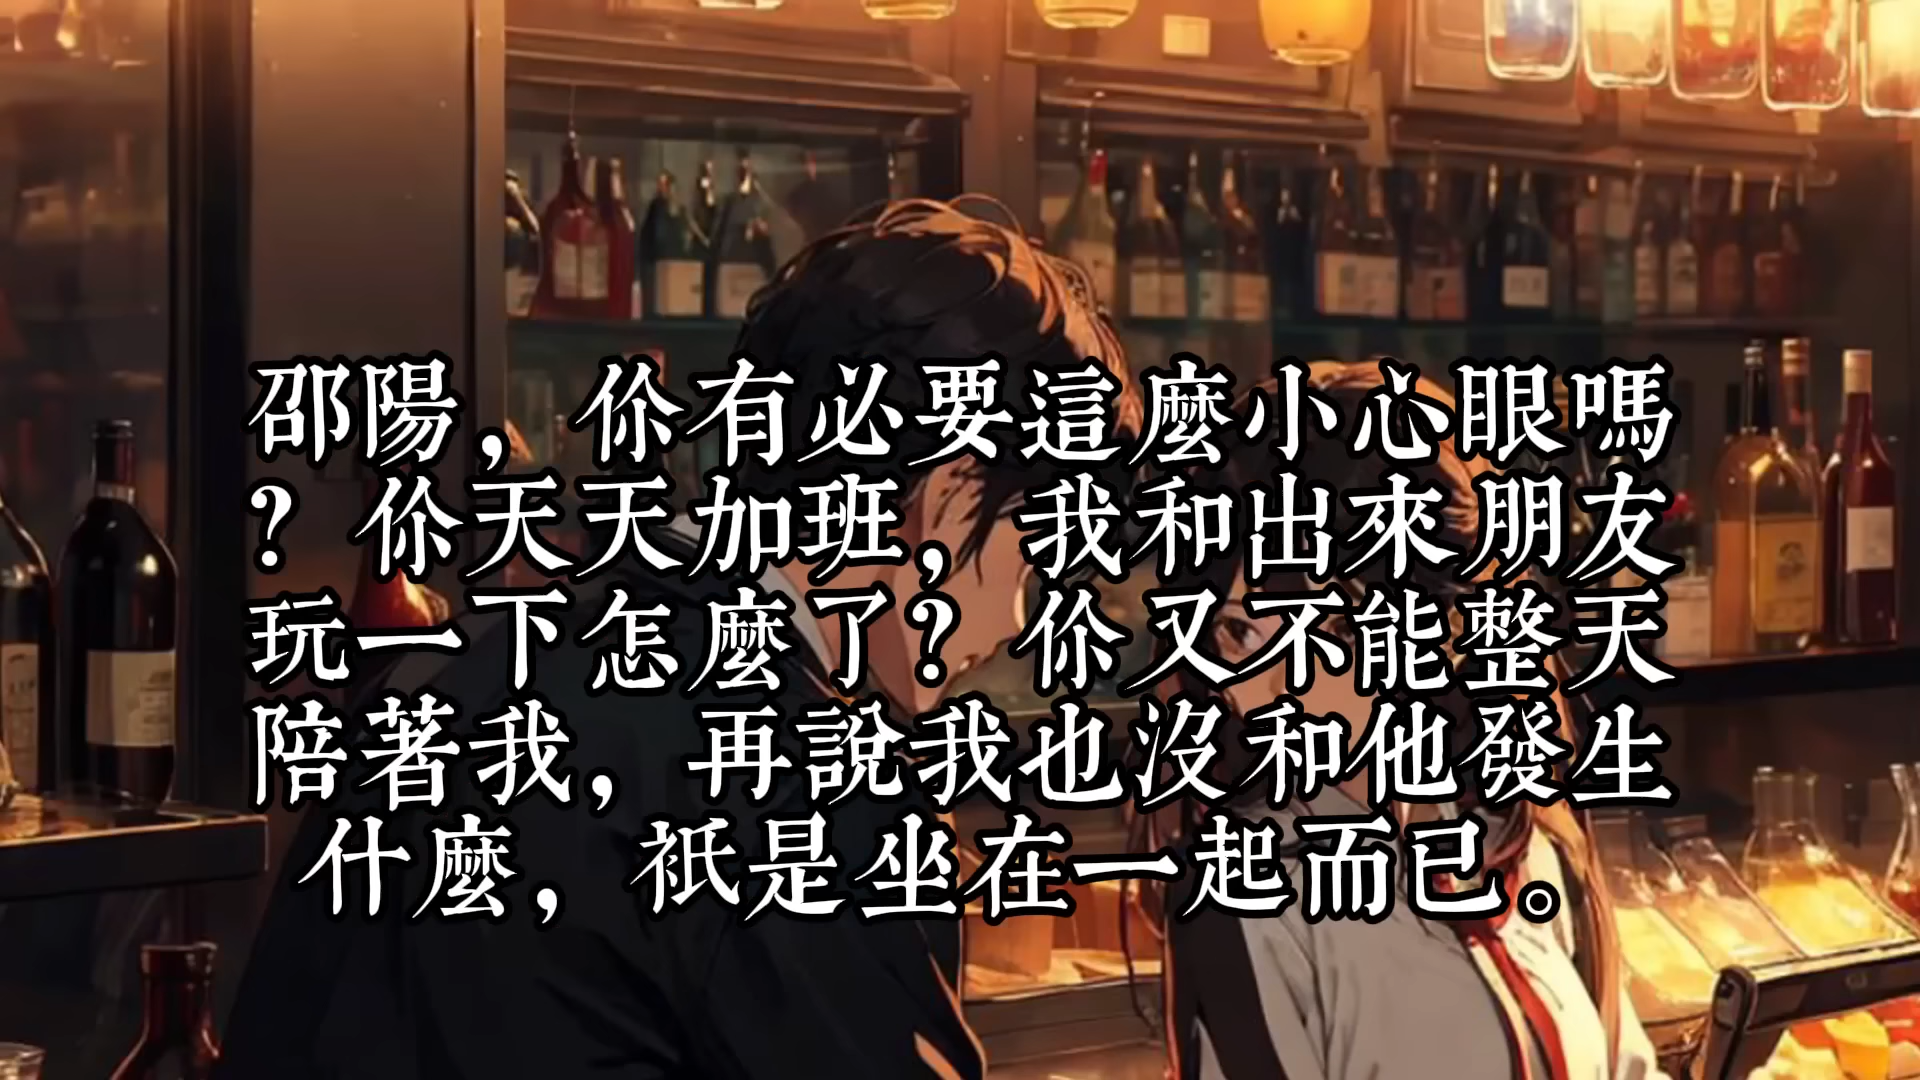 邵陽，伱有必要這麼小心眼嗎
？伱天天加班，我和出來朋友
玩一下怎麼了？伱又不能整天
陪著我，再說我也沒和他發生
什麼，衹是坐在一起而已。